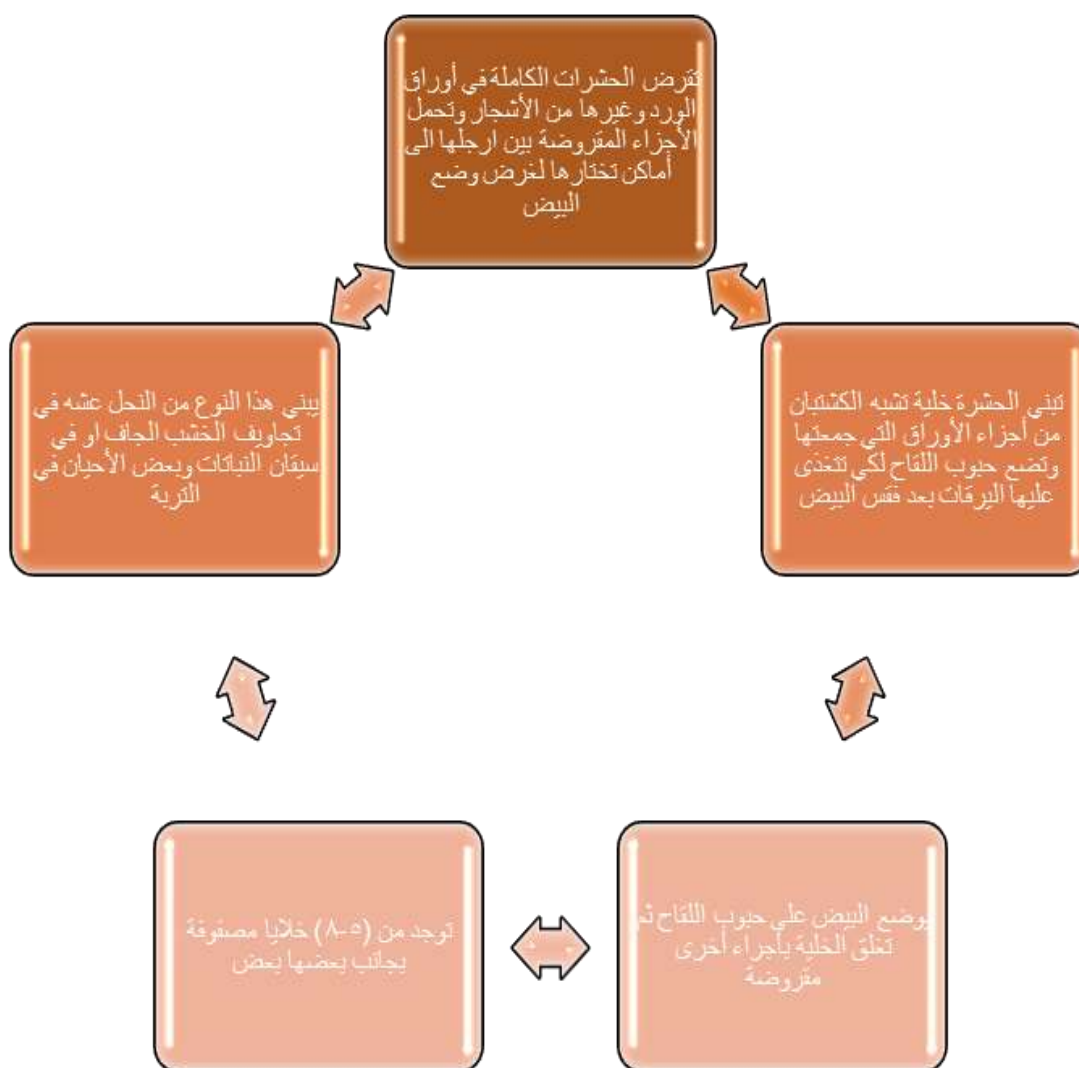 تقرض الحشرات الكاملة في أوراق
الورد وغيرها من الأشجار وتحمل
الأجزاء المقروضة بين ارجلها الى
أماكن تختارها لغرض وضع
البيض
تبني الحشرة خلية تشبه الكشتبان
من أجزاء الأوراق التي جمعتها
وتضع حبوب اللقاح لكي تتغذى
عليها اليرقات بعد فقس البيض
يوضع البيض على حبوب اللقاح ثم
تغلق الخلية بأجزاء أخرى
مقروضة
توجد من (٥-٨) خلايا مصفوفة
بجانب بعضها بعض
يبني هذا النوع من النحل عشه في
تجاويف الخشب الجاف او في
سيقان النباتات وبعض الأحيان في
التربة